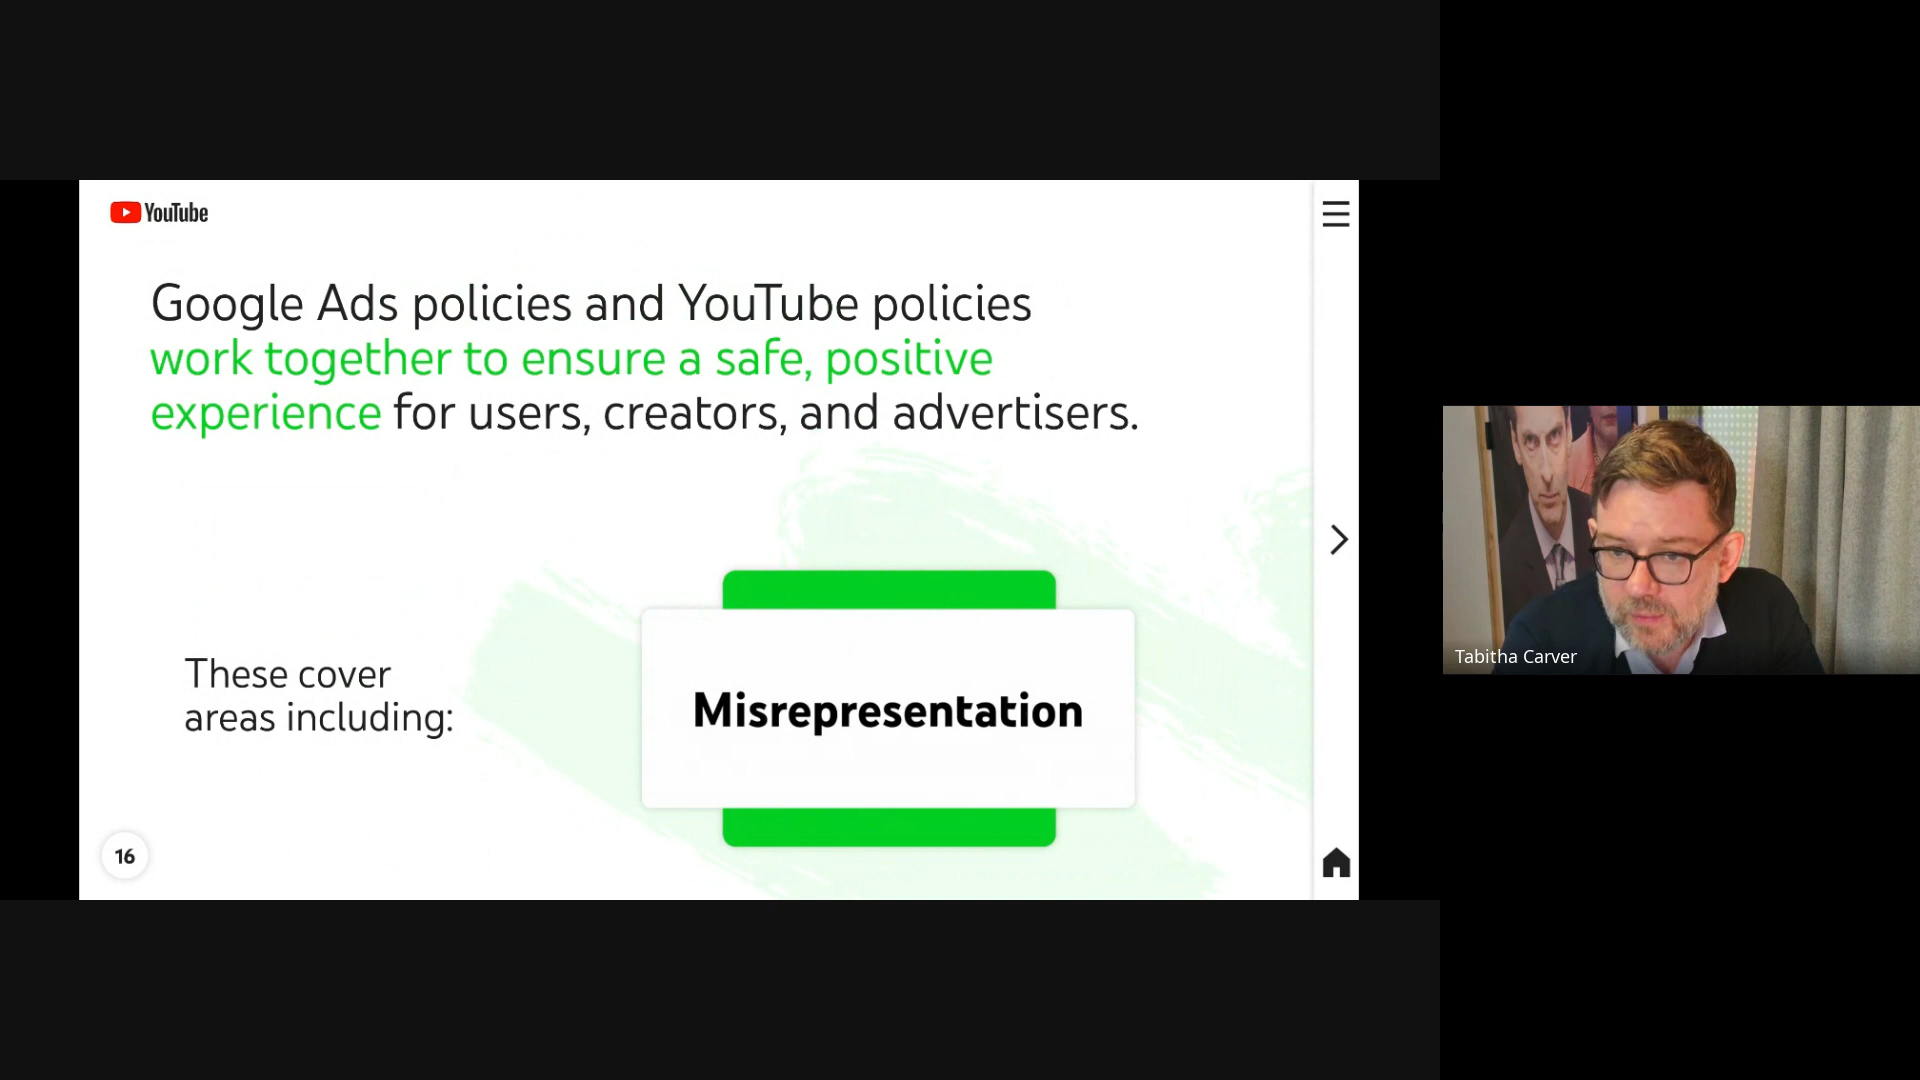 YouTube
Google Ads policies and YouTube policies
work together to ensure a safe, positive
experience for users, creators, and advertisers.
These cover
areas including:
Misrepresentation
16
Tabitha Carver